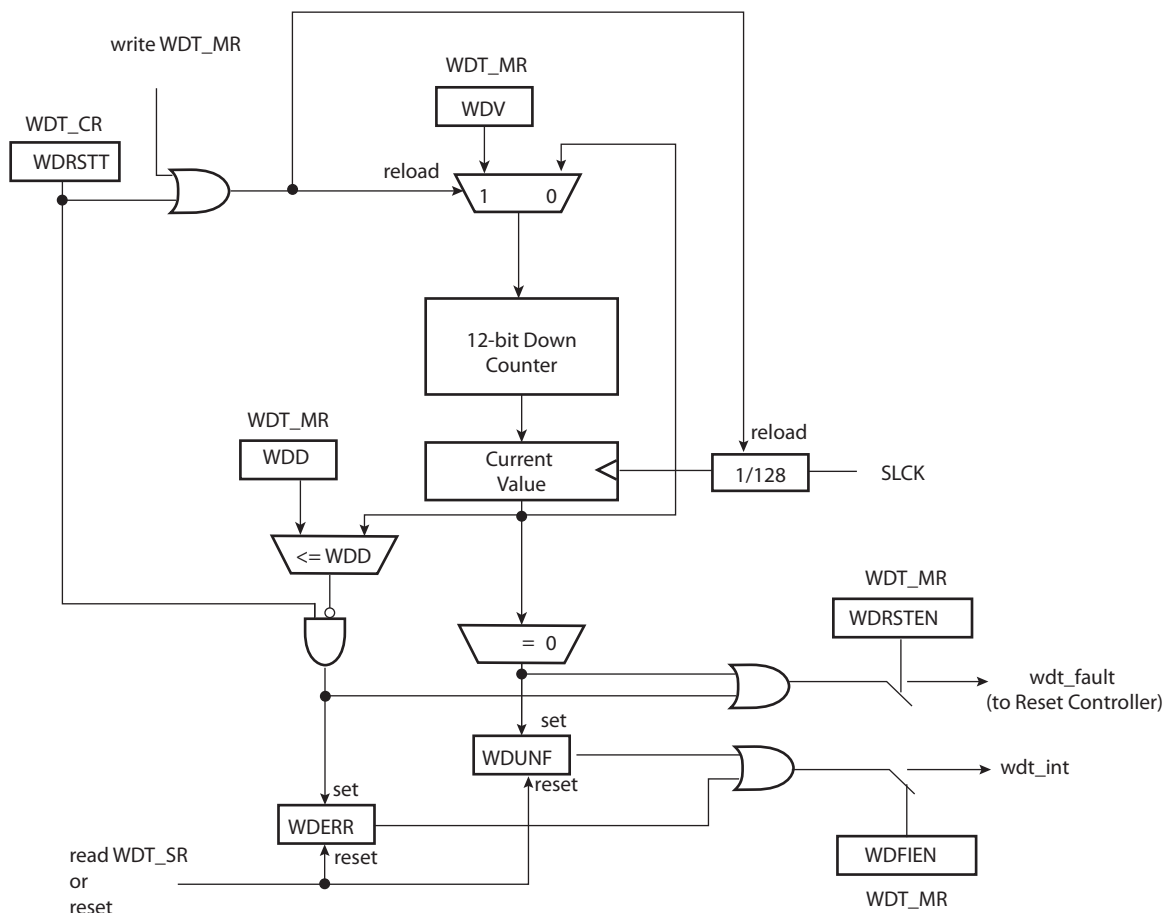 write WDT_MR
WDT_MR
WDV
WDT_CR
WDRSTT
reload
1 0
12-bit Down
Counter
WDT_MR
WDD
Current
Value
reload
1/128
SLCK
<= WDD
WDT_MR
WDRSTEN
= 0
wdt_fault
(to Reset Controller)
set
WDUNF
reset
wdt_int
set
WDERR
reset
WDFIEN
WDT_MR
read WDT_SR
or
reset